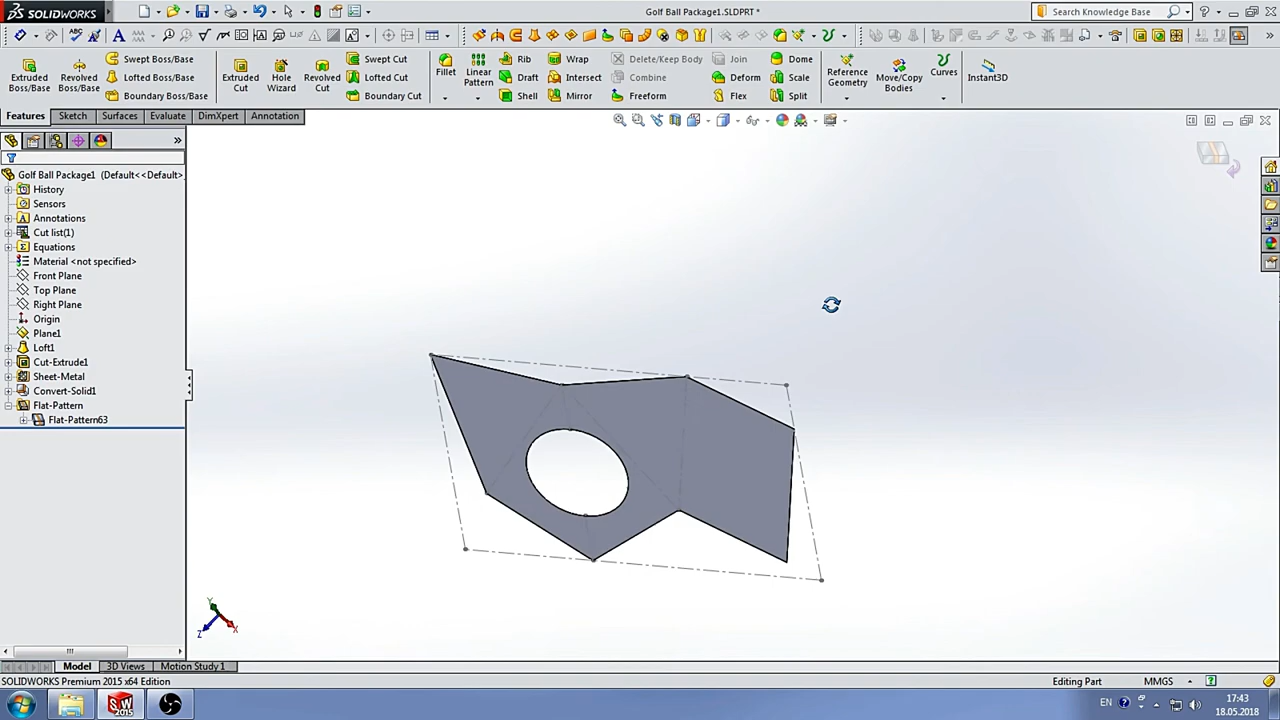 SOLIDWORKS
Golf Ball Package1.SLDPRT *
Search Knowledge Base
Extruded Boss/Base
Revolved Boss/Base
Swept Boss/Base
Lofted Boss/Base
Boundary Boss/Base
Extruded Cut
Hole Wizard
Revolved Cut
Swept Cut
Lofted Cut
Boundary Cut
Fillet
Linear Pattern
Rib
Draft
Shell
Wrap
Intersect
Mirror
Delete/Keep Body
Combine
Freeform
Join
Deform
Flex
Dome
Scale
Split
Reference Geometry
Move/Copy Bodies
Curves
Instant3D
Features Sketch Surfaces Evaluate DimXpert Annotation
Golf Ball Package1 (Default<<Default>
History
Sensors
Annotations
Cut list(1)
Equations
Material <not specified>
Front Plane
Top Plane
Right Plane
Origin
Plane1
Loft1
Cut-Extrude1
Sheet-Metal
Convert-Solid1
Flat-Pattern
Flat-Pattern63
Y
Z
X
Model 3D Views Motion Study 1
SOLIDWORKS Premium 2015 x64 Edition
Editing Part
MMGS
EN
17:43
18.05.2018
2015